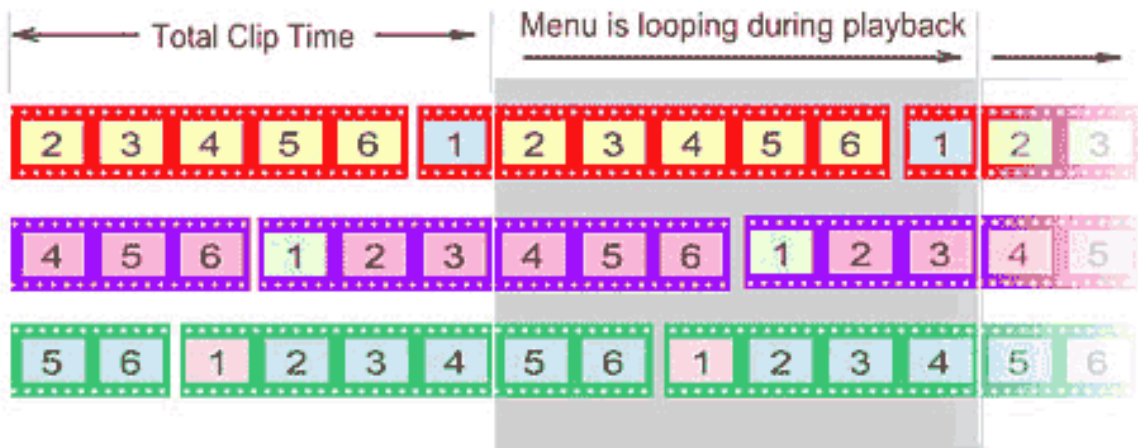 Total Clip Time
Menu is looping during playback
2 3 4 5 6 1 2 3 4 5 6 1 2 3
4 5 6 1 2 3 4 5 6 1 2 3 4 5
5 6 1 2 3 4 5 6 1 2 3 4 5 6